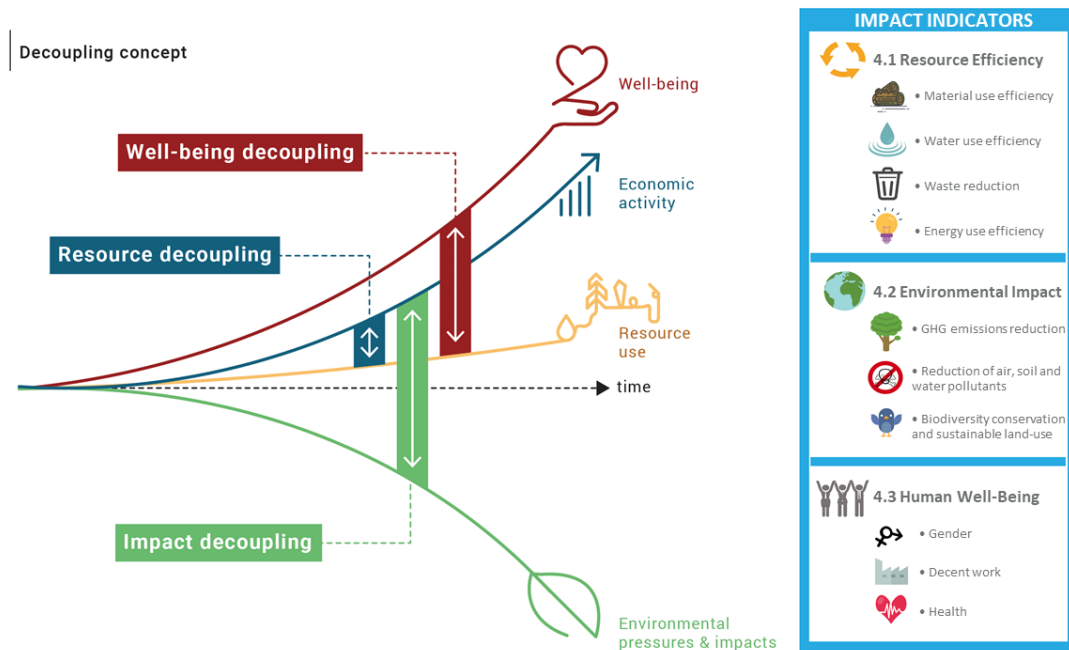 Decoupling concept
Well-being
Well-being decoupling
Economic
activity
Resource decoupling
Resource
use
time
Impact decoupling
Environmental
pressures & impacts
IMPACT INDICATORS
4.1 Resource Efficiency
• Material use efficiency
• Water use efficiency
• Waste reduction
• Energy use efficiency
4.2 Environmental Impact
• GHG emissions reduction
• Reduction of air, soil and
water pollutants
• Biodiversity conservation
and sustainable land-use
4.3 Human Well-Being
• Gender
• Decent work
• Health